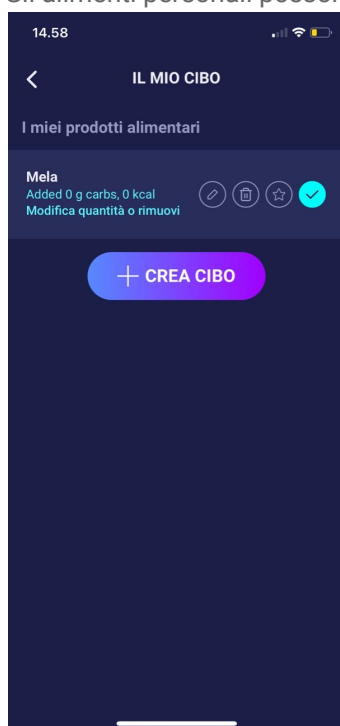 14.58
IL MIO CIBO
I miei prodotti alimentari
Mela
Added 0 g carbs, 0 kcal
Modifica quantità o rimuovi
CREA CIBO